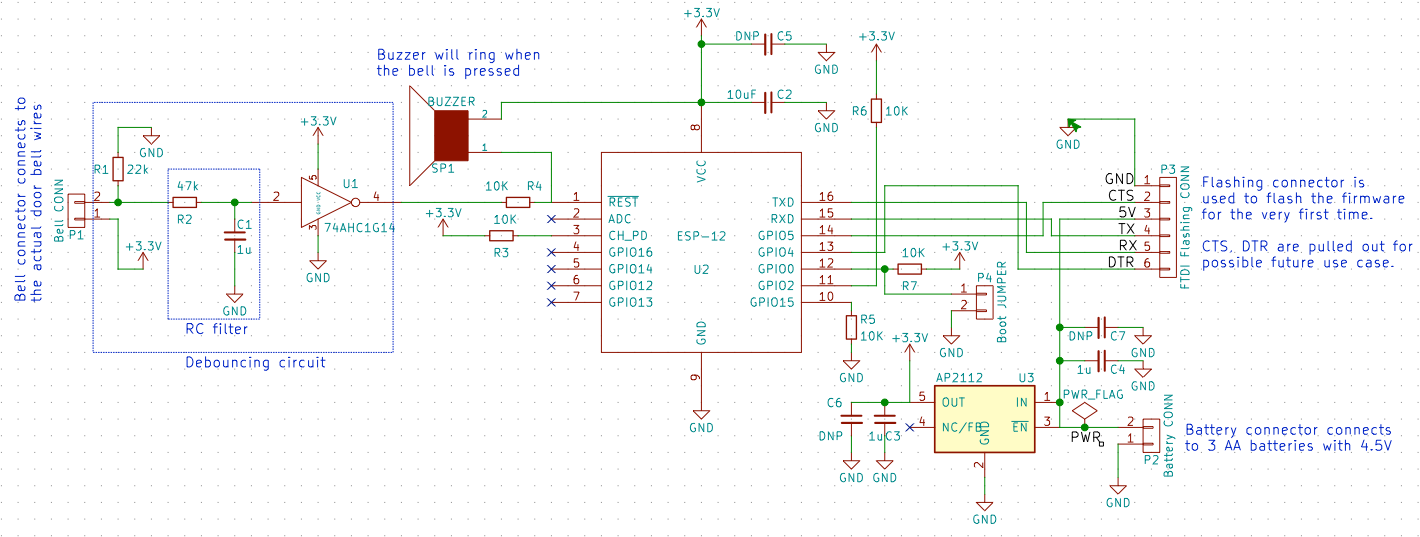 Bell connector connects to
the actual door bell wires
Bell CONN
P1
2
1
R1
22k
GND
+3.3V
47k
R2
C1
1u
GND
RC filter
Debouncing circuit
+3.3V
5
2
GND-VCC
4
U1
74AHC1G14
3
GND
Buzzer will ring when
the bell is pressed
BUZZER
2
1
SP1
10K
R4
+3.3V
10K
R3
+3.3V
DNP
C5
GND
10uF
C2
GND
8
VCC
ESP-12
U2
GND
9
GND
1
REST
2
ADC
3
CH_PD
4
GPIO16
5
GPIO14
6
GPIO12
7
GPIO13
TXD
16
RXD
15
GPIO5
14
GPIO4
13
GPIO0
12
GPIO2
11
GPIO15
10
+3.3V
R6
10K
10K
R7
+3.3V
R5
10K
GND
P4
1
2
Boot JUMPER
GND
GND
P3
GND
1
CTS
2
5V
3
TX
4
RX
5
DTR
6
FTDI Flashing CONN
Flashing connector is
used to flash the firmware
for the very first time.
CTS, DTR are pulled out for
possible future use case.
+3.3V
C6
DNP
GND
1u
C3
GND
AP2112
U3
5
OUT
4
NC/FB
GND
2
IN
1
EN
3
GND
DNP
C7
GND
1u
C4
GND
PWR_FLAG
PWR
2
1
P2
Battery CONN
GND
Battery connector connects
to 3 AA batteries with 4.5V